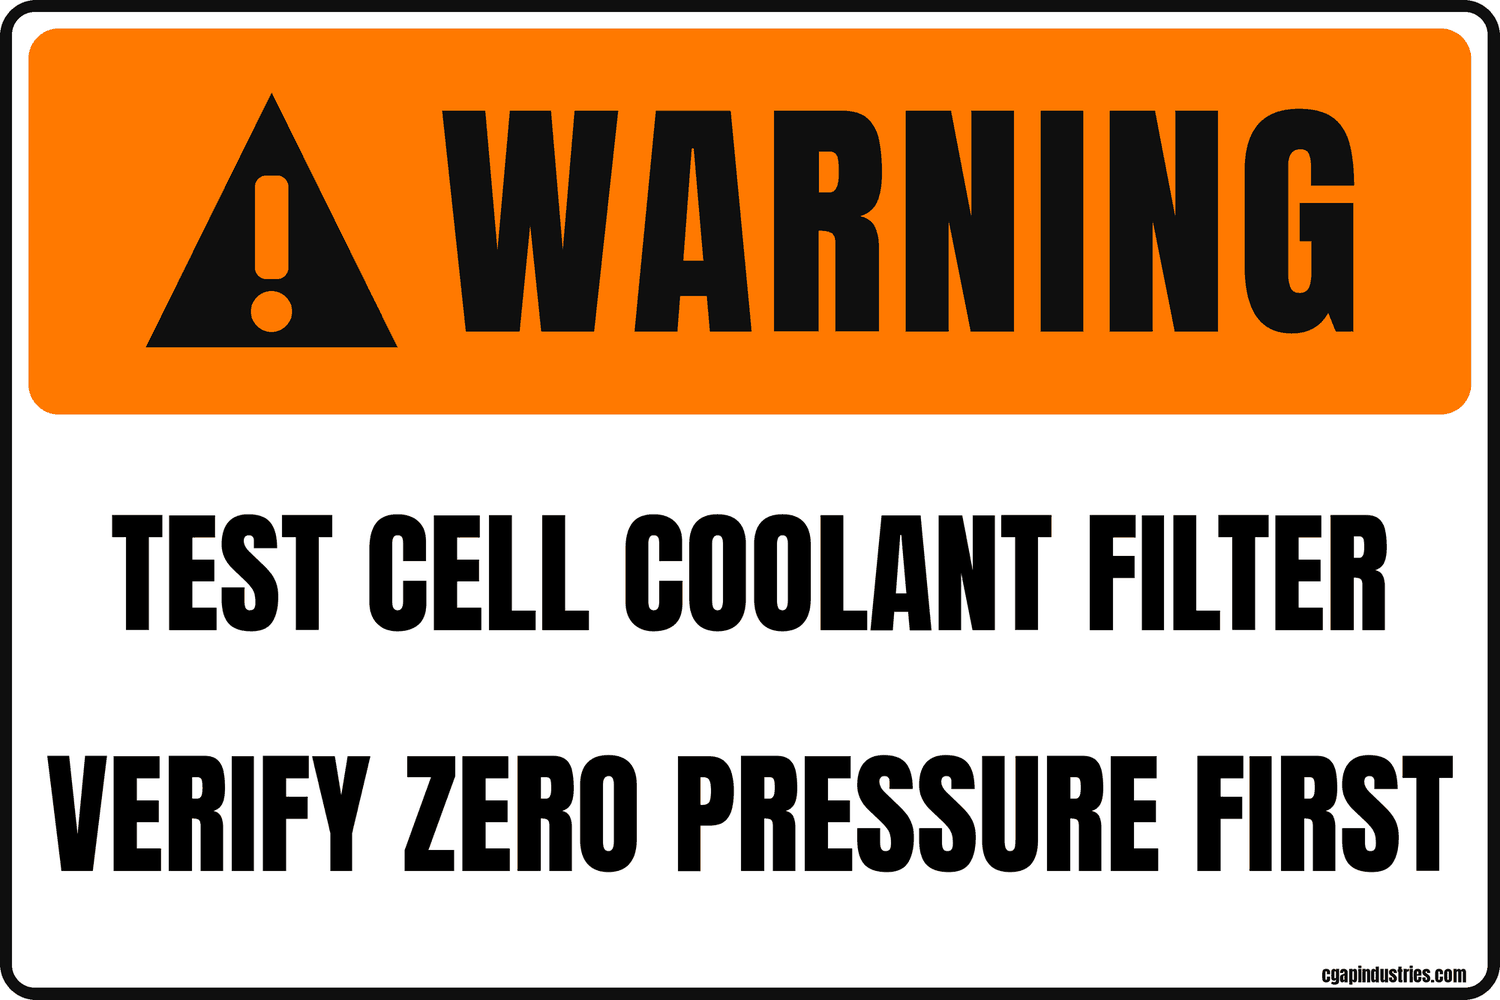 WARNING
TEST CELL COOLANT FILTER
VERIFY ZERO PRESSURE FIRST
cgapindustries.com